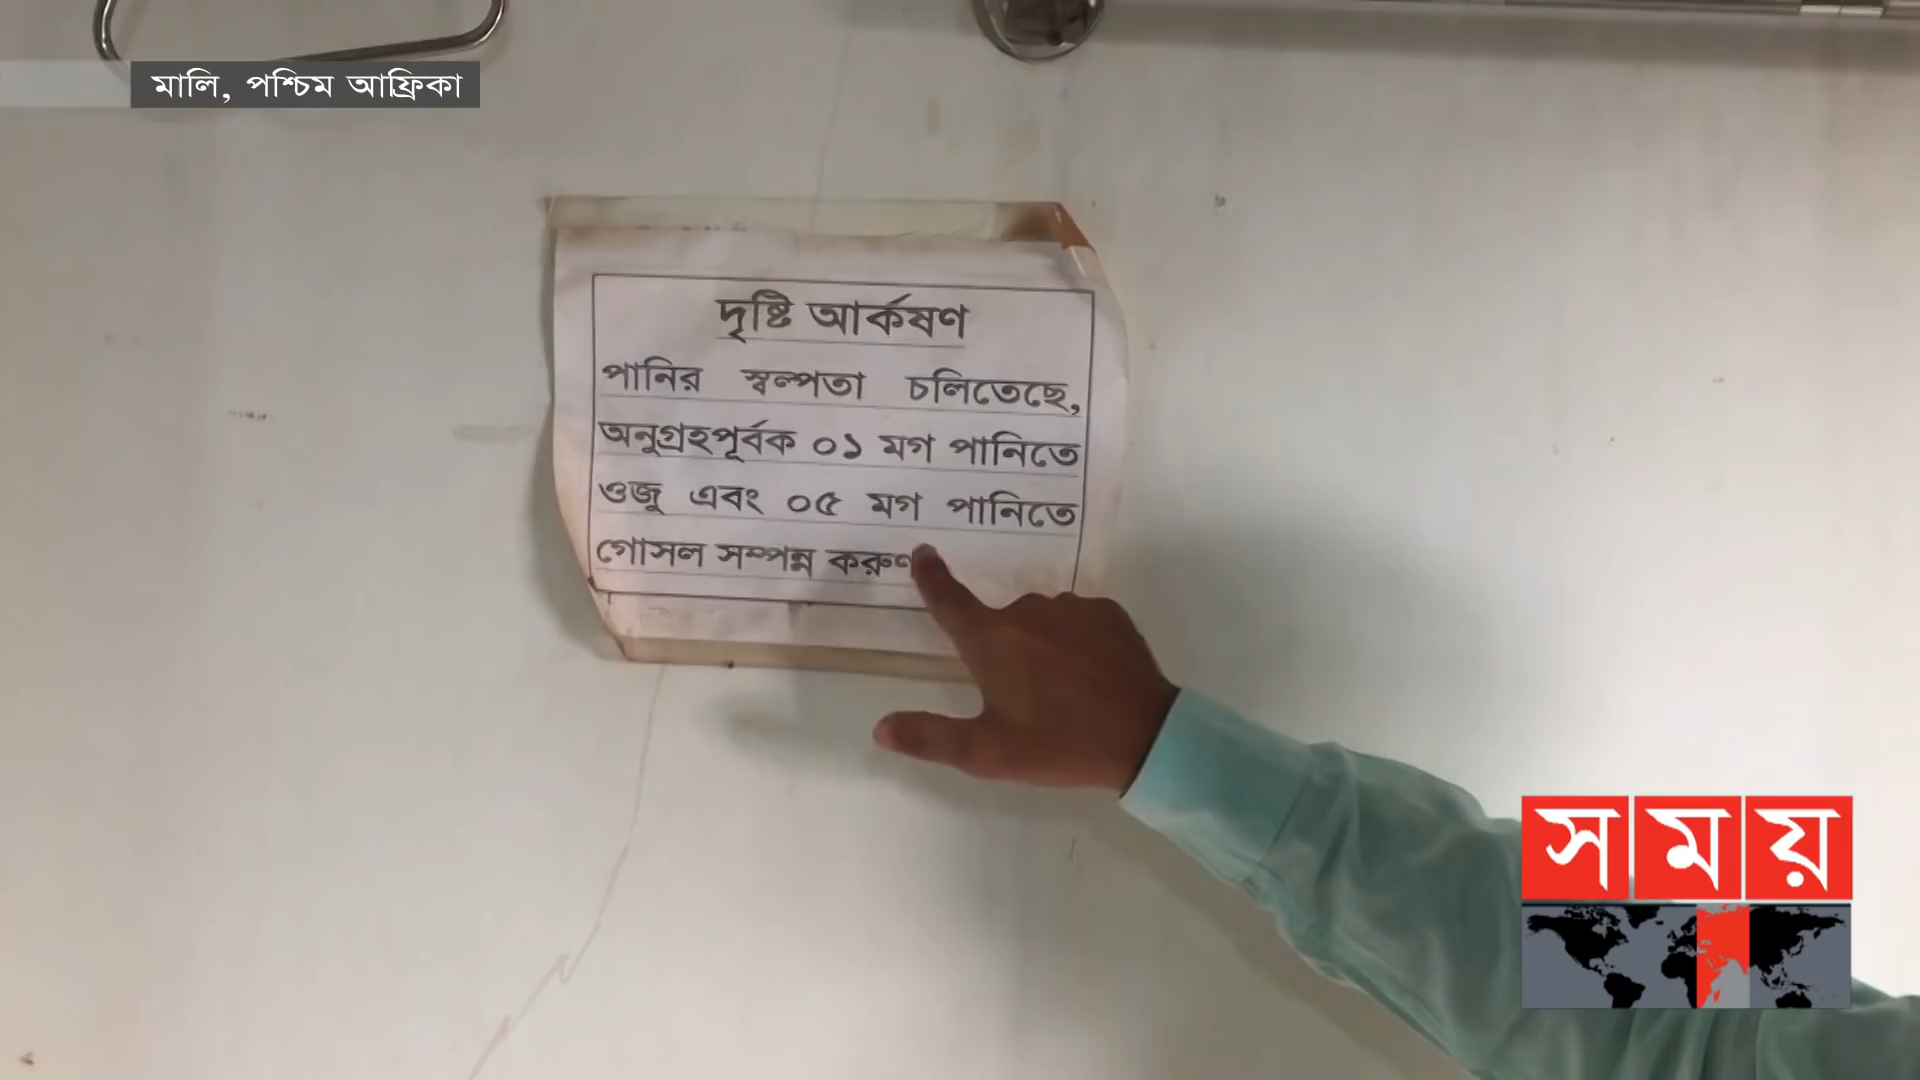 মালি, পশ্চিম আফ্রিকা
দৃষ্টি আর্কষণ
পানির স্বল্পতা চলিতেছে,
অনুগ্রহপূর্বক ০১ মগ পানিতে
ওজু এবং ০৫ মগ পানিতে
গোসল সম্পন্ন করুণ
সময়